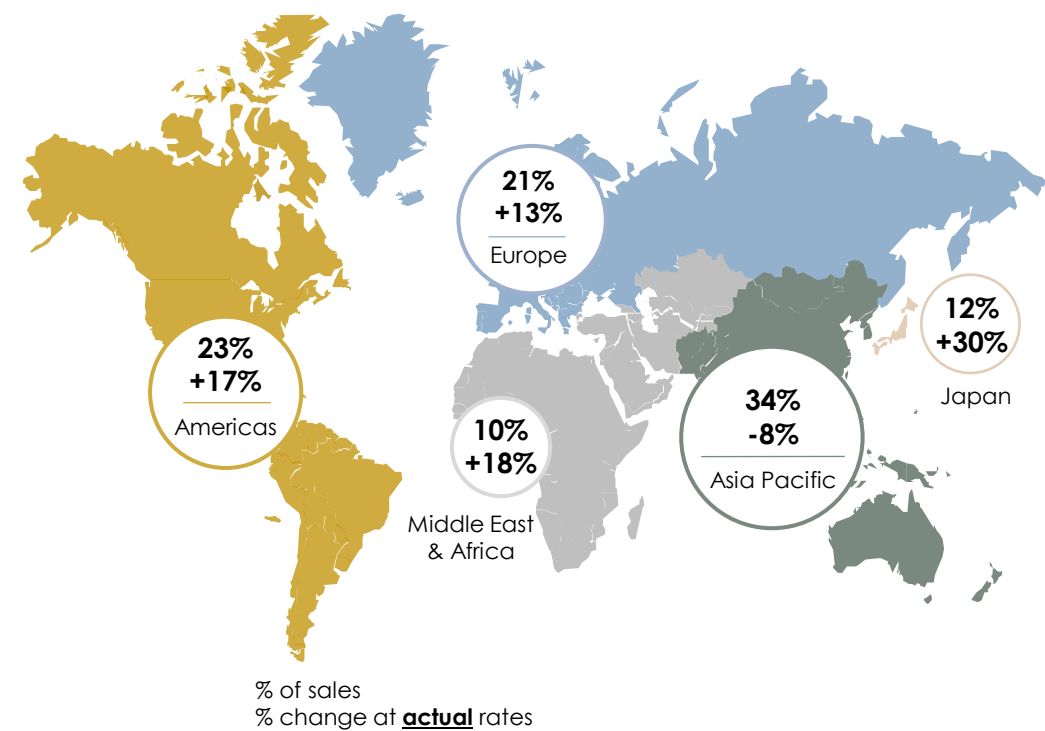 21%
+13%
Europe
12%
+30%
Japan
23%
+17%
Americas
34%
-8%
Asia Pacific
10%
+18%
Middle East
& Africa
% of sales
% change at actual rates